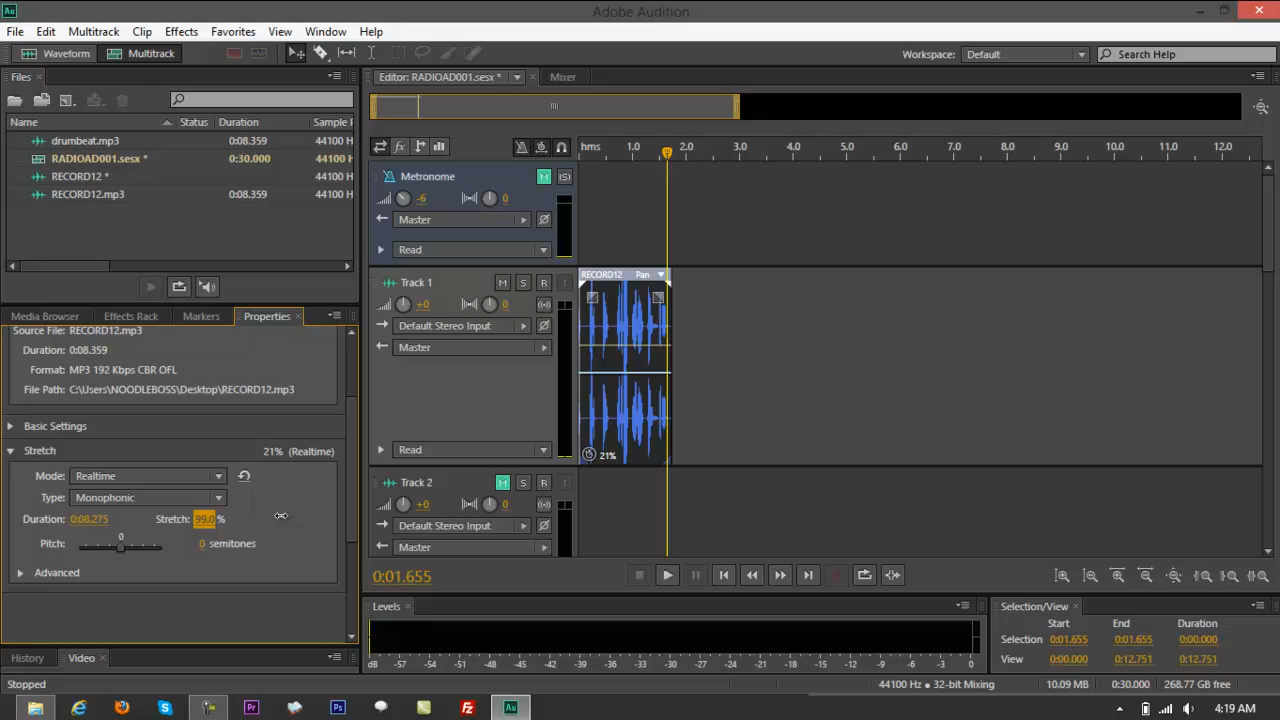 Au
Adobe Audition
File Edit Multitrack Clip Effects Favorites View Window Help
Waveform Multitrack Workspace: Default Search Help
Files
Editor: RADIOAD001.sesx * Mixer
Name Status Duration Sample
drumbeat.mp3 0:08.359 44100 H
RADIOAD001.sesx * 0:30.000 44100 H
RECORD12 * 44100 H
RECORD12.mp3 0:08.359 44100 H
fx
hms 1.0 2.0 3.0 4.0 5.0 6.0 7.0 8.0 9.0 10.0 11.0 12.0
Metronome M (S)
-6 0
Master
Read
Media Browser Effects Rack Markers Properties
Source File: RECORD12.mp3
Duration: 0:08.359
Format: MP3 192 Kbps CBR OFL
File Path: C:\Users\NOODLEBOSS\Desktop\RECORD12.mp3
Basic Settings
Stretch 21% (Realtime)
Mode: Realtime
Type: Monophonic
Duration: 0:08.275 Stretch: 99.0 %
0
Pitch: 0 semitones
Advanced
Track 1 M S R I
+0 0
Default Stereo Input
Master
Read
RECORD12 Pan
21%
Track 2 M S R I
+0 0
Default Stereo Input
Master
0:01.655
Levels
dB -57 -54 -51 -48 -45 -42 -39 -36 -33 -30 -27 -24 -21 -18 -15 -12 -9 -6 -3 0
Selection/View
Start End Duration
Selection 0:01.655 0:01.655 0:00.000
View 0:00.000 0:12.751 0:12.751
History Video
Stopped 44100 Hz ● 32-bit Mixing 10.09 MB 0:30.000 268.77 GB free
Pr Ps Fz Au 4:19 AM